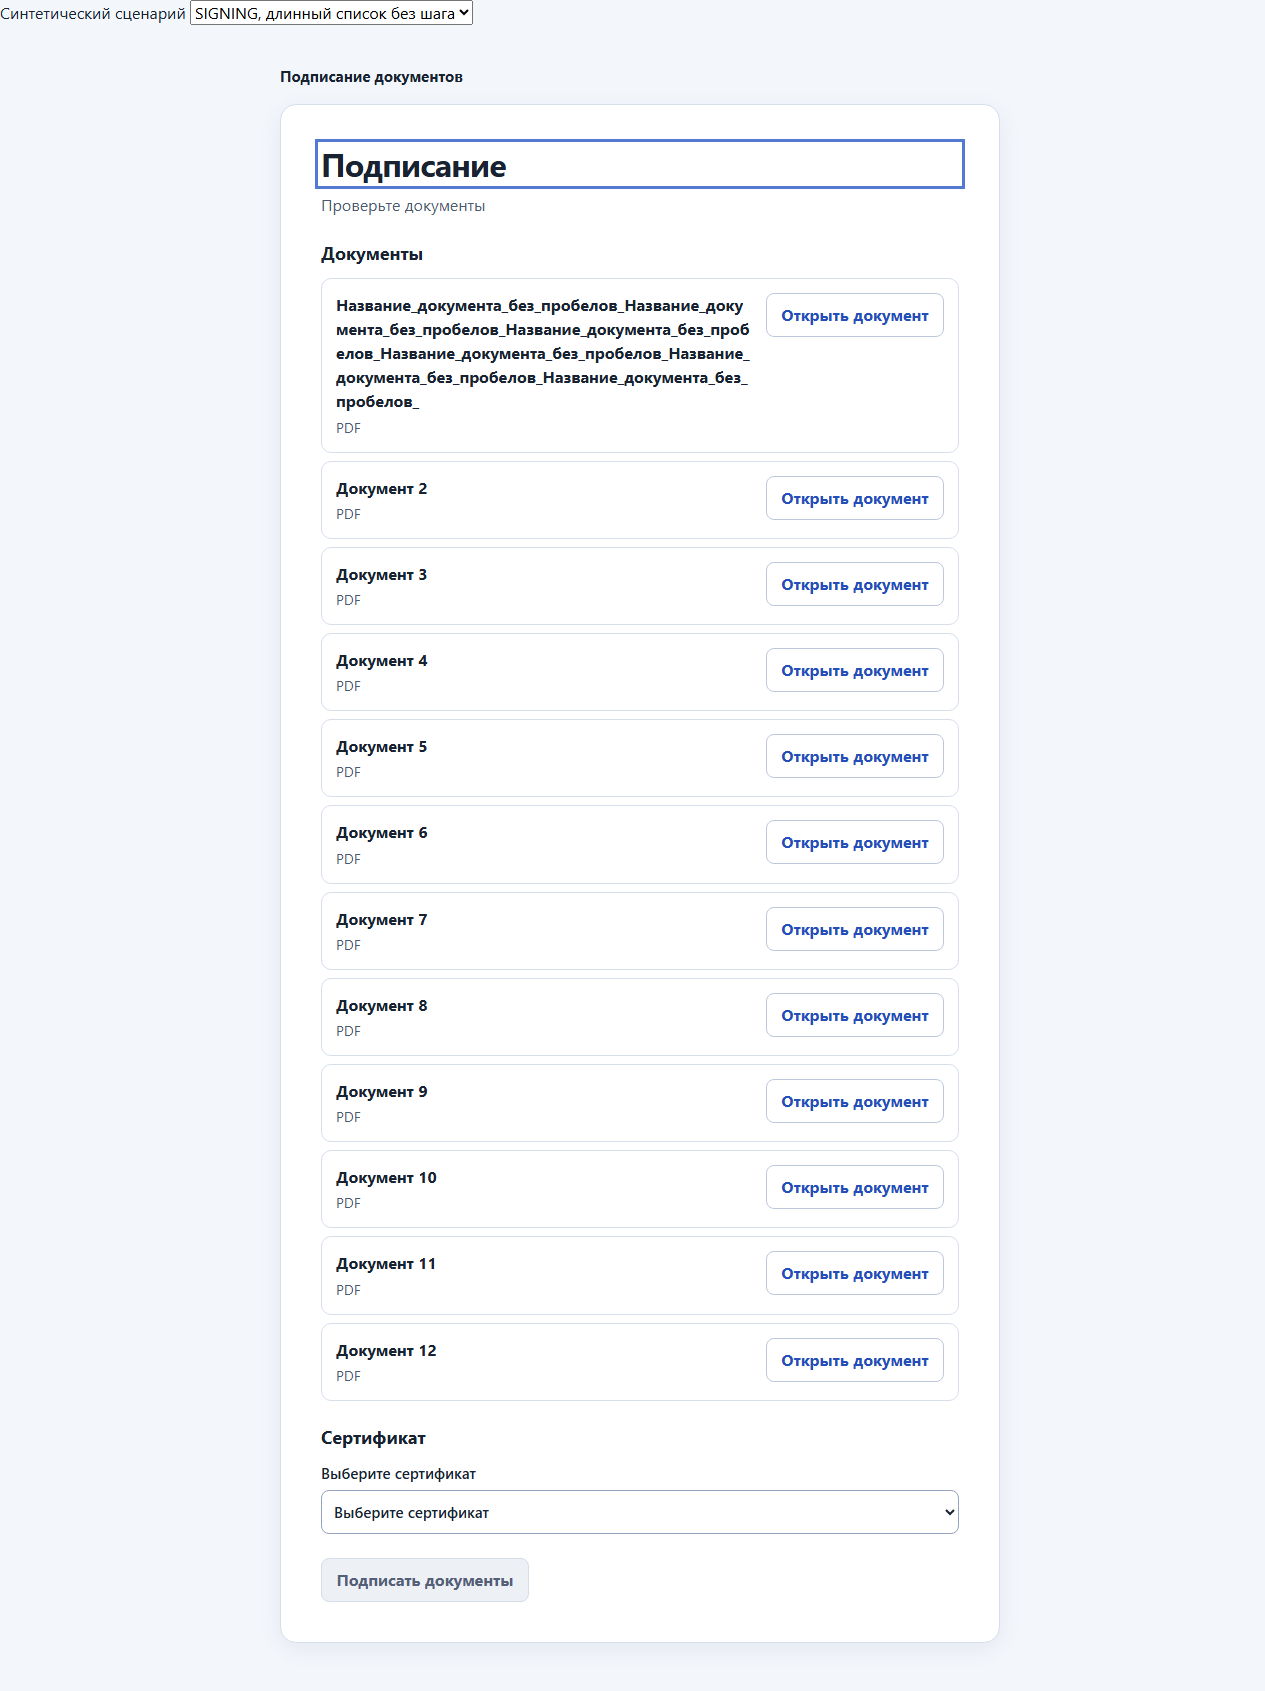 Синтетический сценарий SIGNING, длинный список без шага
Подписание документов
Подписание
Проверьте документы
Документы
Название_документа_без_пробелов_Название_доку
мента_без_пробелов_Название_документа_без_проб
елов_Название_документа_без_пробелов_Название_
документа_без_пробелов_Название_документа_без_
пробелов_
PDF
Открыть документ
Документ 2
PDF
Открыть документ
Документ 3
PDF
Открыть документ
Документ 4
PDF
Открыть документ
Документ 5
PDF
Открыть документ
Документ 6
PDF
Открыть документ
Документ 7
PDF
Открыть документ
Документ 8
PDF
Открыть документ
Документ 9
PDF
Открыть документ
Документ 10
PDF
Открыть документ
Документ 11
PDF
Открыть документ
Документ 12
PDF
Открыть документ
Сертификат
Выберите сертификат
Выберите сертификат
Подписать документы